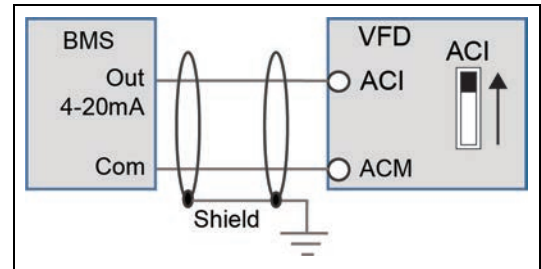 BMS
Out
4-20mA
Com
VFD
ACI
ACI
ACM
Shield